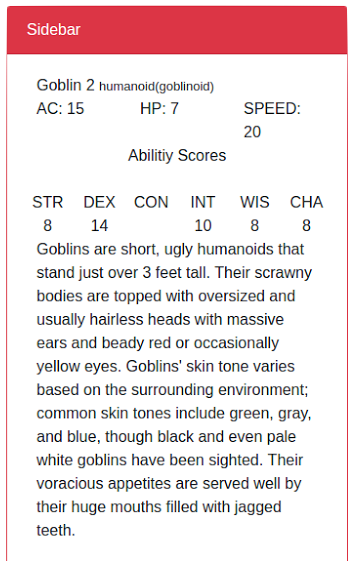 Sidebar
Goblin 2 humanoid(goblinoid)
AC: 15 HP: 7 SPEED:
20
Abilitiy Scores
STR DEX CON INT WIS CHA
8 14 10 8 8
Goblins are short, ugly humanoids that
stand just over 3 feet tall. Their scrawny
bodies are topped with oversized and
usually hairless heads with massive
ears and beady red or occasionally
yellow eyes. Goblins' skin tone varies
based on the surrounding environment;
common skin tones include green, gray,
and blue, though black and even pale
white goblins have been sighted. Their
voracious appetites are served well by
their huge mouths filled with jagged
teeth.